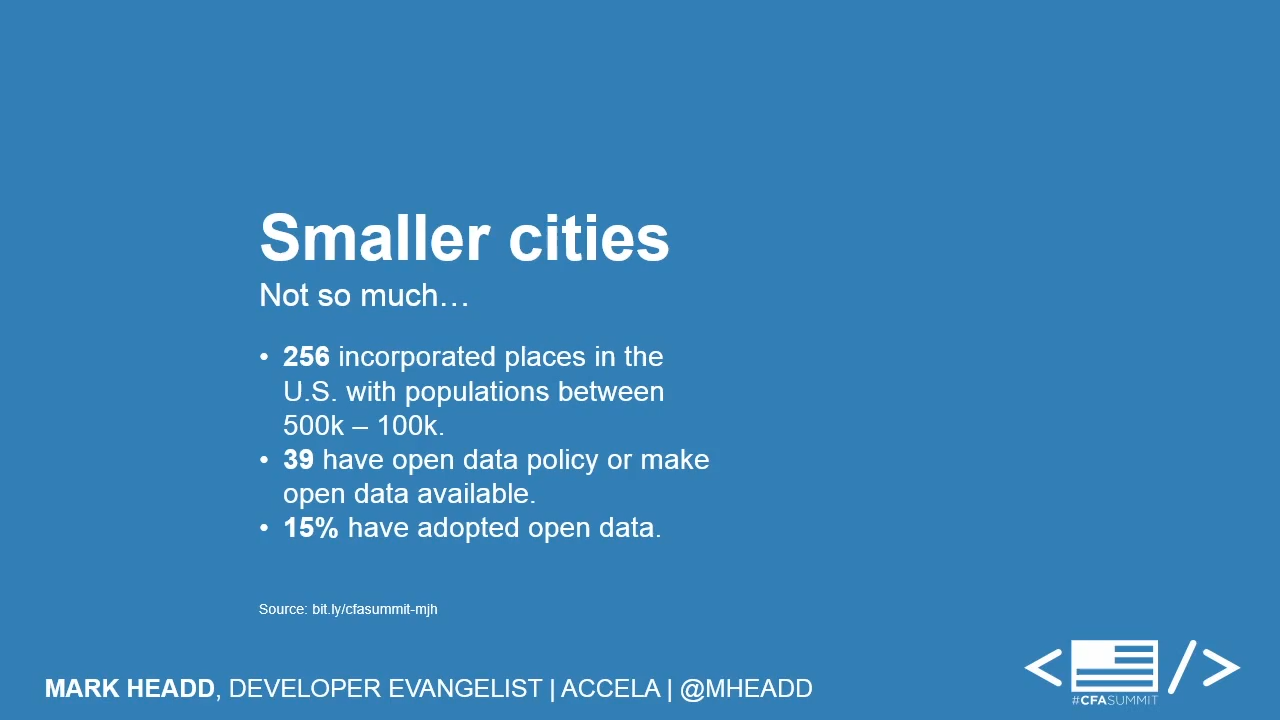 Smaller cities
Not so much…
• 256 incorporated places in the
U.S. with populations between
500k – 100k.
• 39 have open data policy or make
open data available.
• 15% have adopted open data.
Source: bit.ly/cfasummit-mjh
MARK HEADD, DEVELOPER EVANGELIST | ACCELA | @MHEADD
< />
#CFASUMMIT